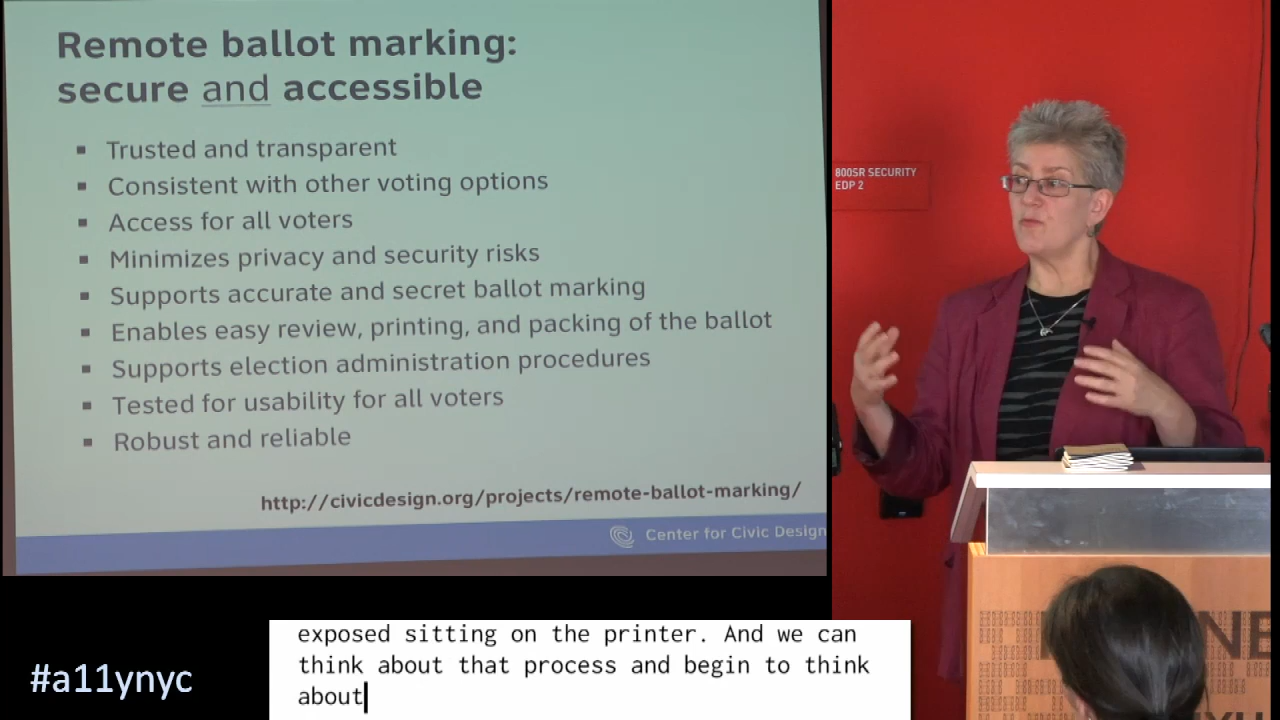 Remote ballot marking:
secure and accessible
▪ Trusted and transparent
▪ Consistent with other voting options
▪ Access for all voters
▪ Minimizes privacy and security risks
▪ Supports accurate and secret ballot marking
▪ Enables easy review, printing, and packing of the ballot
▪ Supports election administration procedures
▪ Tested for usability for all voters
▪ Robust and reliable
http://civicdesign.org/projects/remote-ballot-marking/
Center for Civic Design
800SR SECURITY
EDP 2
exposed sitting on the printer. And we can
think about that process and begin to think
about
#a11ynyc